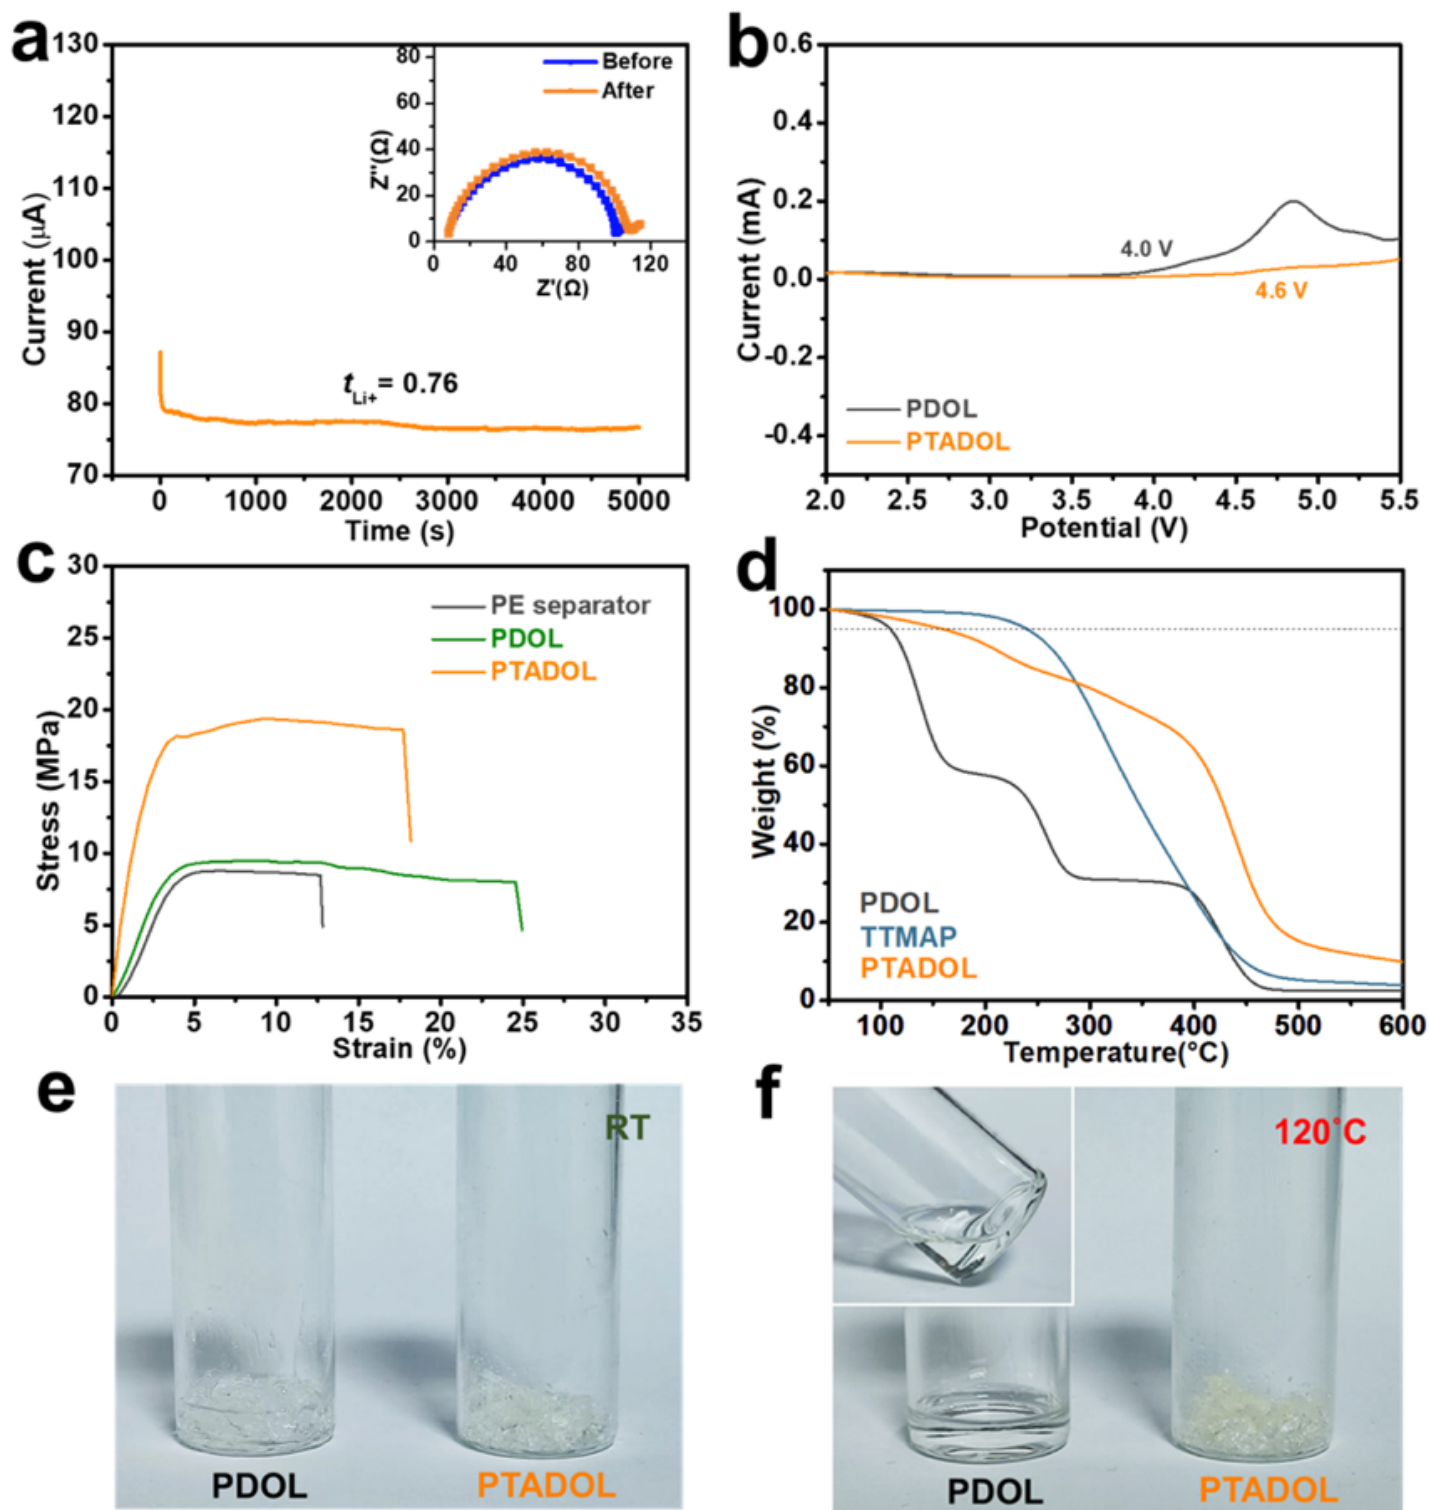 a
130
120
110
100
90
80
70
Current (μA)
0 1000 2000 3000 4000 5000
Time (s)
t Li+ = 0.76
80
60
40
20
0
Z''(Ω)
0 40 80 120
Z'(Ω)
Before
After
b
0.6
0.4
0.2
0.0
-0.2
-0.4
Current (mA)
4.0 V
4.6 V
PDOL
PTADOL
2.0 2.5 3.0 3.5 4.0 4.5 5.0 5.5
Potential (V)
c
30
25
20
15
10
5
0
Stress (MPa)
PE separator
PDOL
PTADOL
0 5 10 15 20 25 30 35
Strain (%)
d
100
80
60
40
20
0
Weight (%)
PDOL
TTMAP
PTADOL
100 200 300 400 500 600
Temperature(°C)
e
RT
PDOL PTADOL
f
120°C
PDOL PTADOL